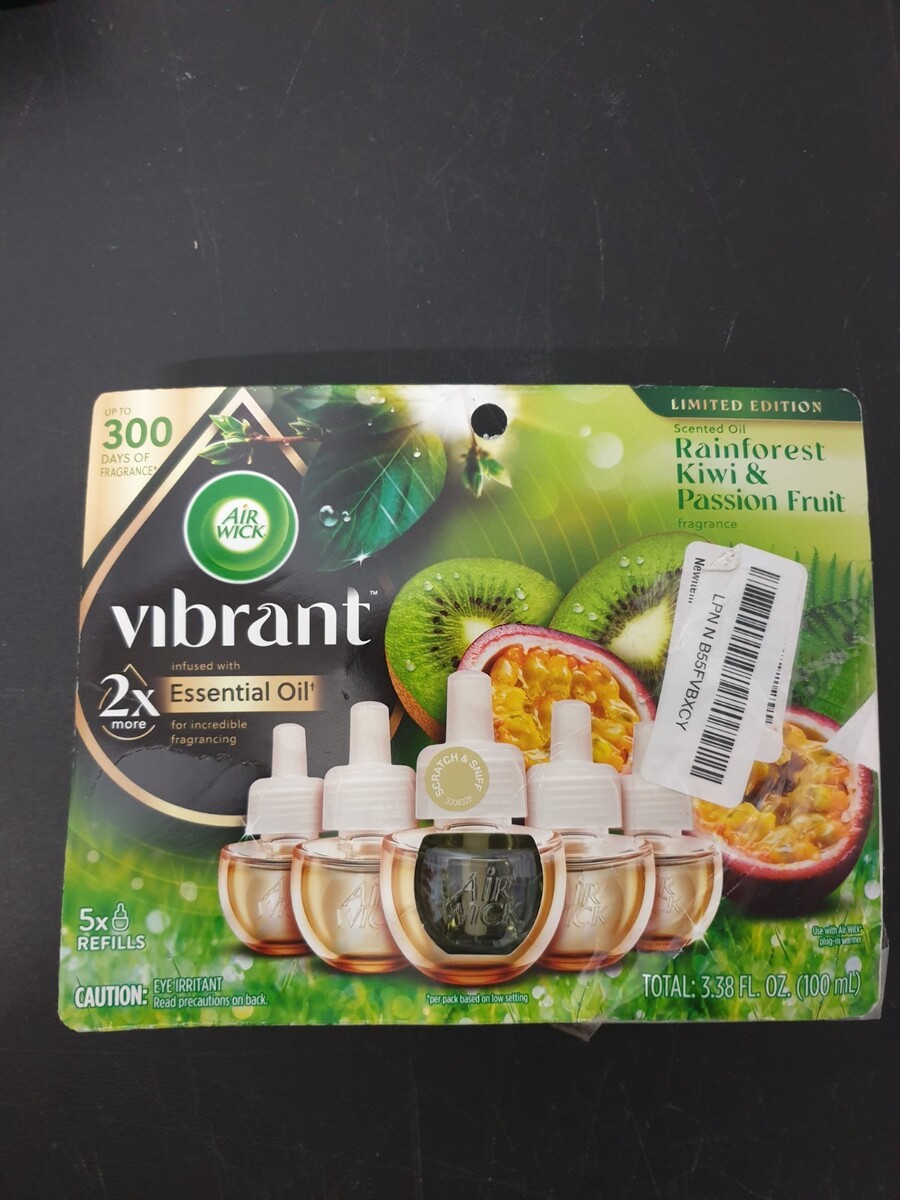 UP TO
300
DAYS OF
FRAGRANCE*
AIR
WICK
vibrant™
infused with
2x
more
Essential Oil†
for incredible
fragrancing
LIMITED EDITION
Scented Oil
Rainforest
Kiwi &
Passion Fruit
fragrance
LPN N B55FVBXCY
SCRATCH & SNIFF
AIR
WICK
5x
REFILLS
CAUTION: EYE IRRITANT
Read precautions on back.
*per pack based on low setting
Use with Air Wick®
plug-in warmer
TOTAL: 3.38 FL. OZ. (100 mL)